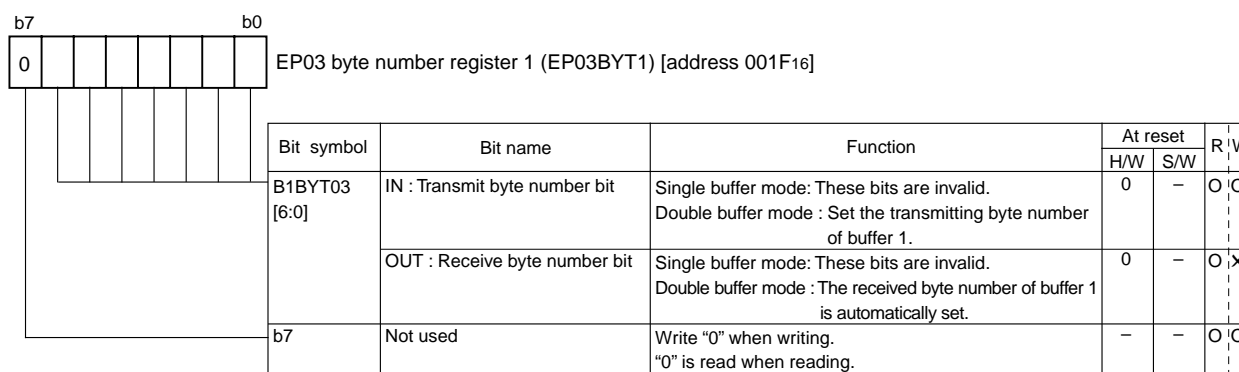 b7 b0
0
EP03 byte number register 1 (EP03BYT1) [address 001F16]
Bit symbol Bit name Function At reset R W
H/W S/W
B1BYT03 IN : Transmit byte number bit Single buffer mode: These bits are invalid. 0 – O O
[6:0] Double buffer mode : Set the transmitting byte number
of buffer 1.
OUT : Receive byte number bit Single buffer mode: These bits are invalid. 0 – O ×
Double buffer mode : The received byte number of buffer 1
is automatically set.
b7 Not used Write “0” when writing. – – O O
“0” is read when reading.